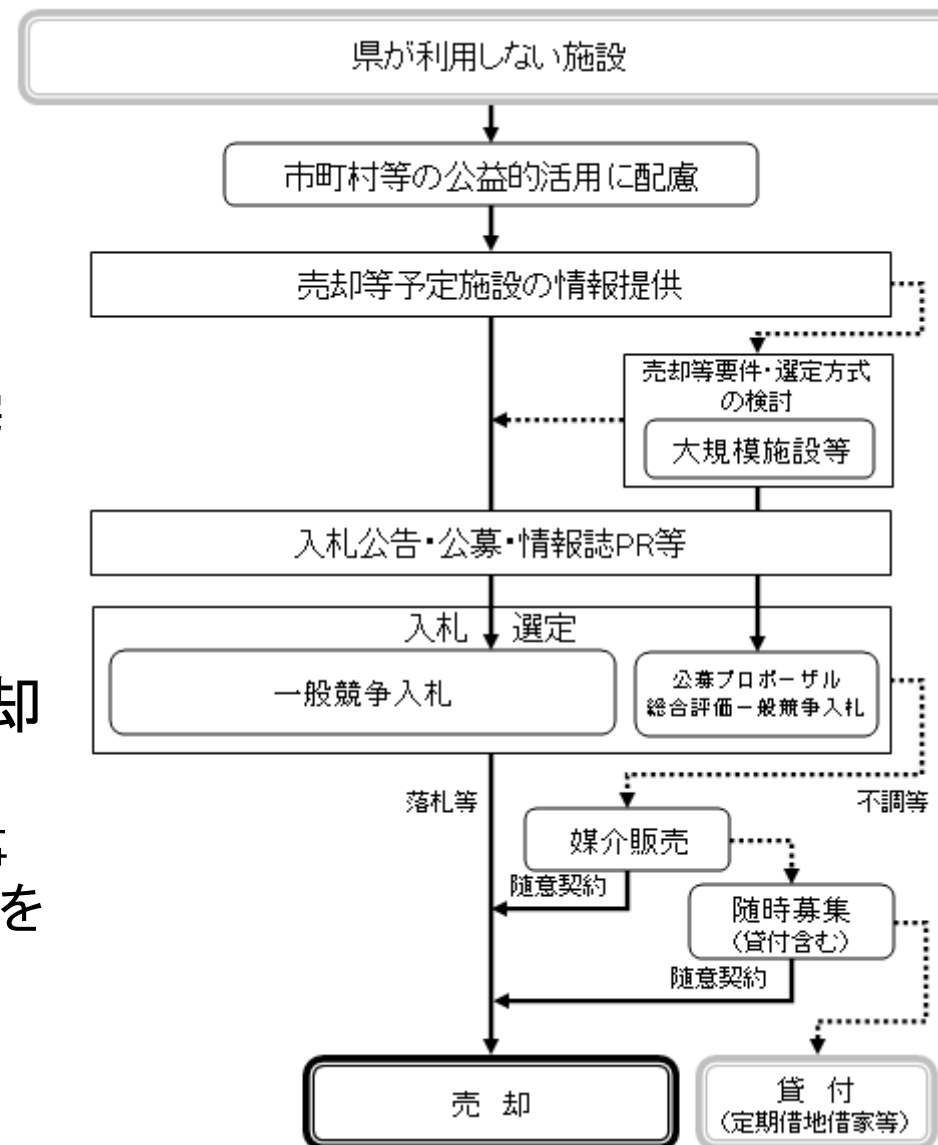 県が利用しない施設
市町村等の公益的活用に配慮
売却等予定施設の情報提供
売却等要件・選定方式
の検討
大規模施設等
入札公告・公募・情報誌PR等
入札 選定
一般競争入札
公募プロポーザル
総合評価一般競争入札
却
落札等
不調等
媒介販売
を
随意契約
随時募集
(貸付含む)
随意契約
売 却
貸 付
(定期借地借家等)